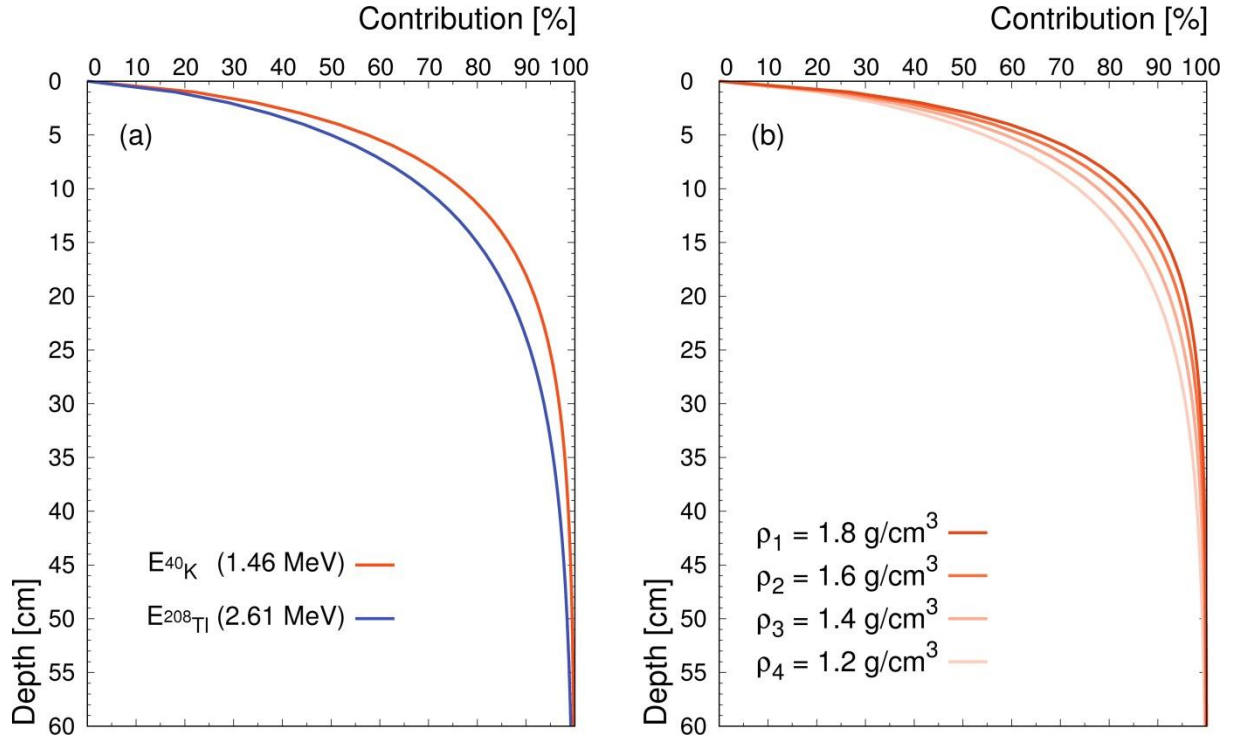 Contribution [%]
0 10 20 30 40 50 60 70 80 90 100
0
5
10
15
20
25
30
35
40
45
50
55
60
Depth [cm]
(a)
E40K (1.46 MeV)
E208Tl (2.61 MeV)
Contribution [%]
0 10 20 30 40 50 60 70 80 90 100
0
5
10
15
20
25
30
35
40
45
50
55
60
Depth [cm]
(b)
ρ1 = 1.8 g/cm3
ρ2 = 1.6 g/cm3
ρ3 = 1.4 g/cm3
ρ4 = 1.2 g/cm3